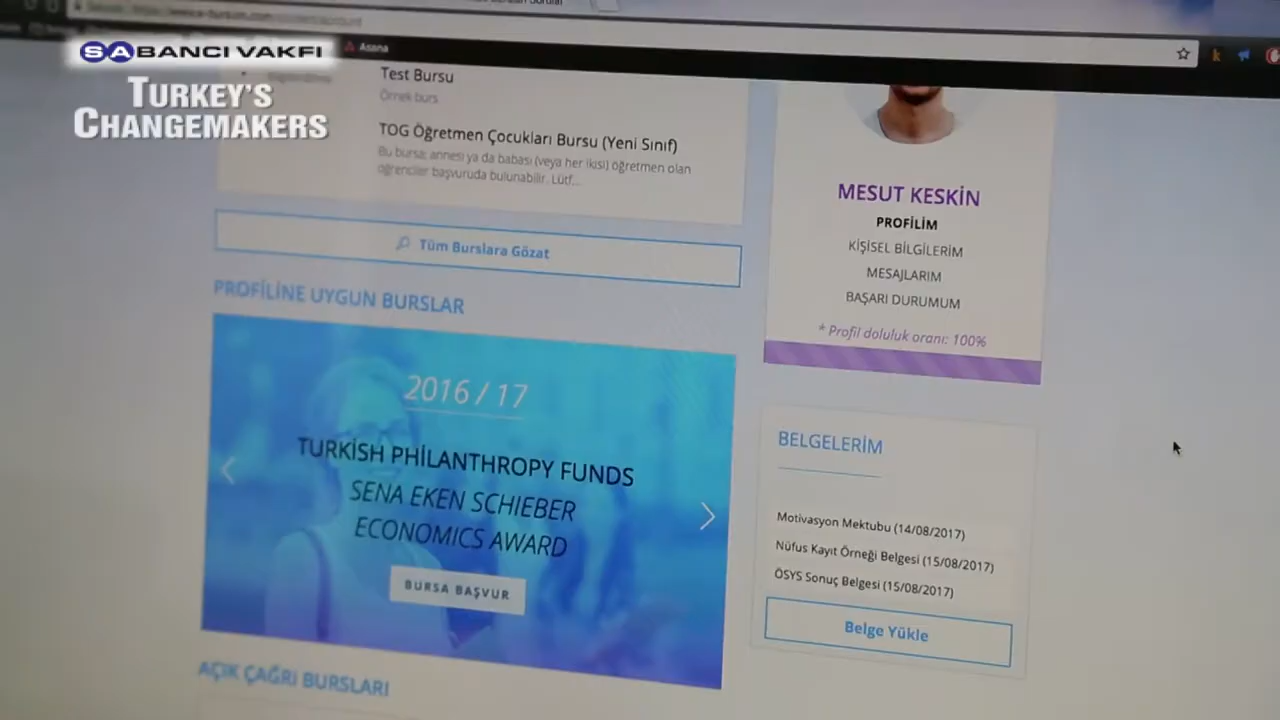 SABANCI VAKFI
TURKEY'S
CHANGEMAKERS
Asana
Test Bursu
Örnek burs
TOG Öğretmen Çocukları Bursu (Yeni Sınıf)
Bu bursa; annesi ya da babası (veya her ikisi) öğretmen olan
öğrenciler başvuruda bulunabilir. Lütf...
Tüm Burslara Gözat
PROFİLİNE UYGUN BURSLAR
2016 / 17
TURKİSH PHİLANTHROPY FUNDS
SENA EKEN SCHIEBER
ECONOMICS AWARD
BURSA BAŞVUR
AÇIK ÇAĞRI BURSLARI
MESUT KESKİN
PROFİLİM
KİŞİSEL BİLGİLERİM
MESAJLARIM
BAŞARI DURUMUM
* Profil doluluk oranı: 100%
BELGELERİM
Motivasyon Mektubu (14/08/2017)
Nüfus Kayıt Örneği Belgesi (15/08/2017)
ÖSYS Sonuç Belgesi (15/08/2017)
Belge Yükle